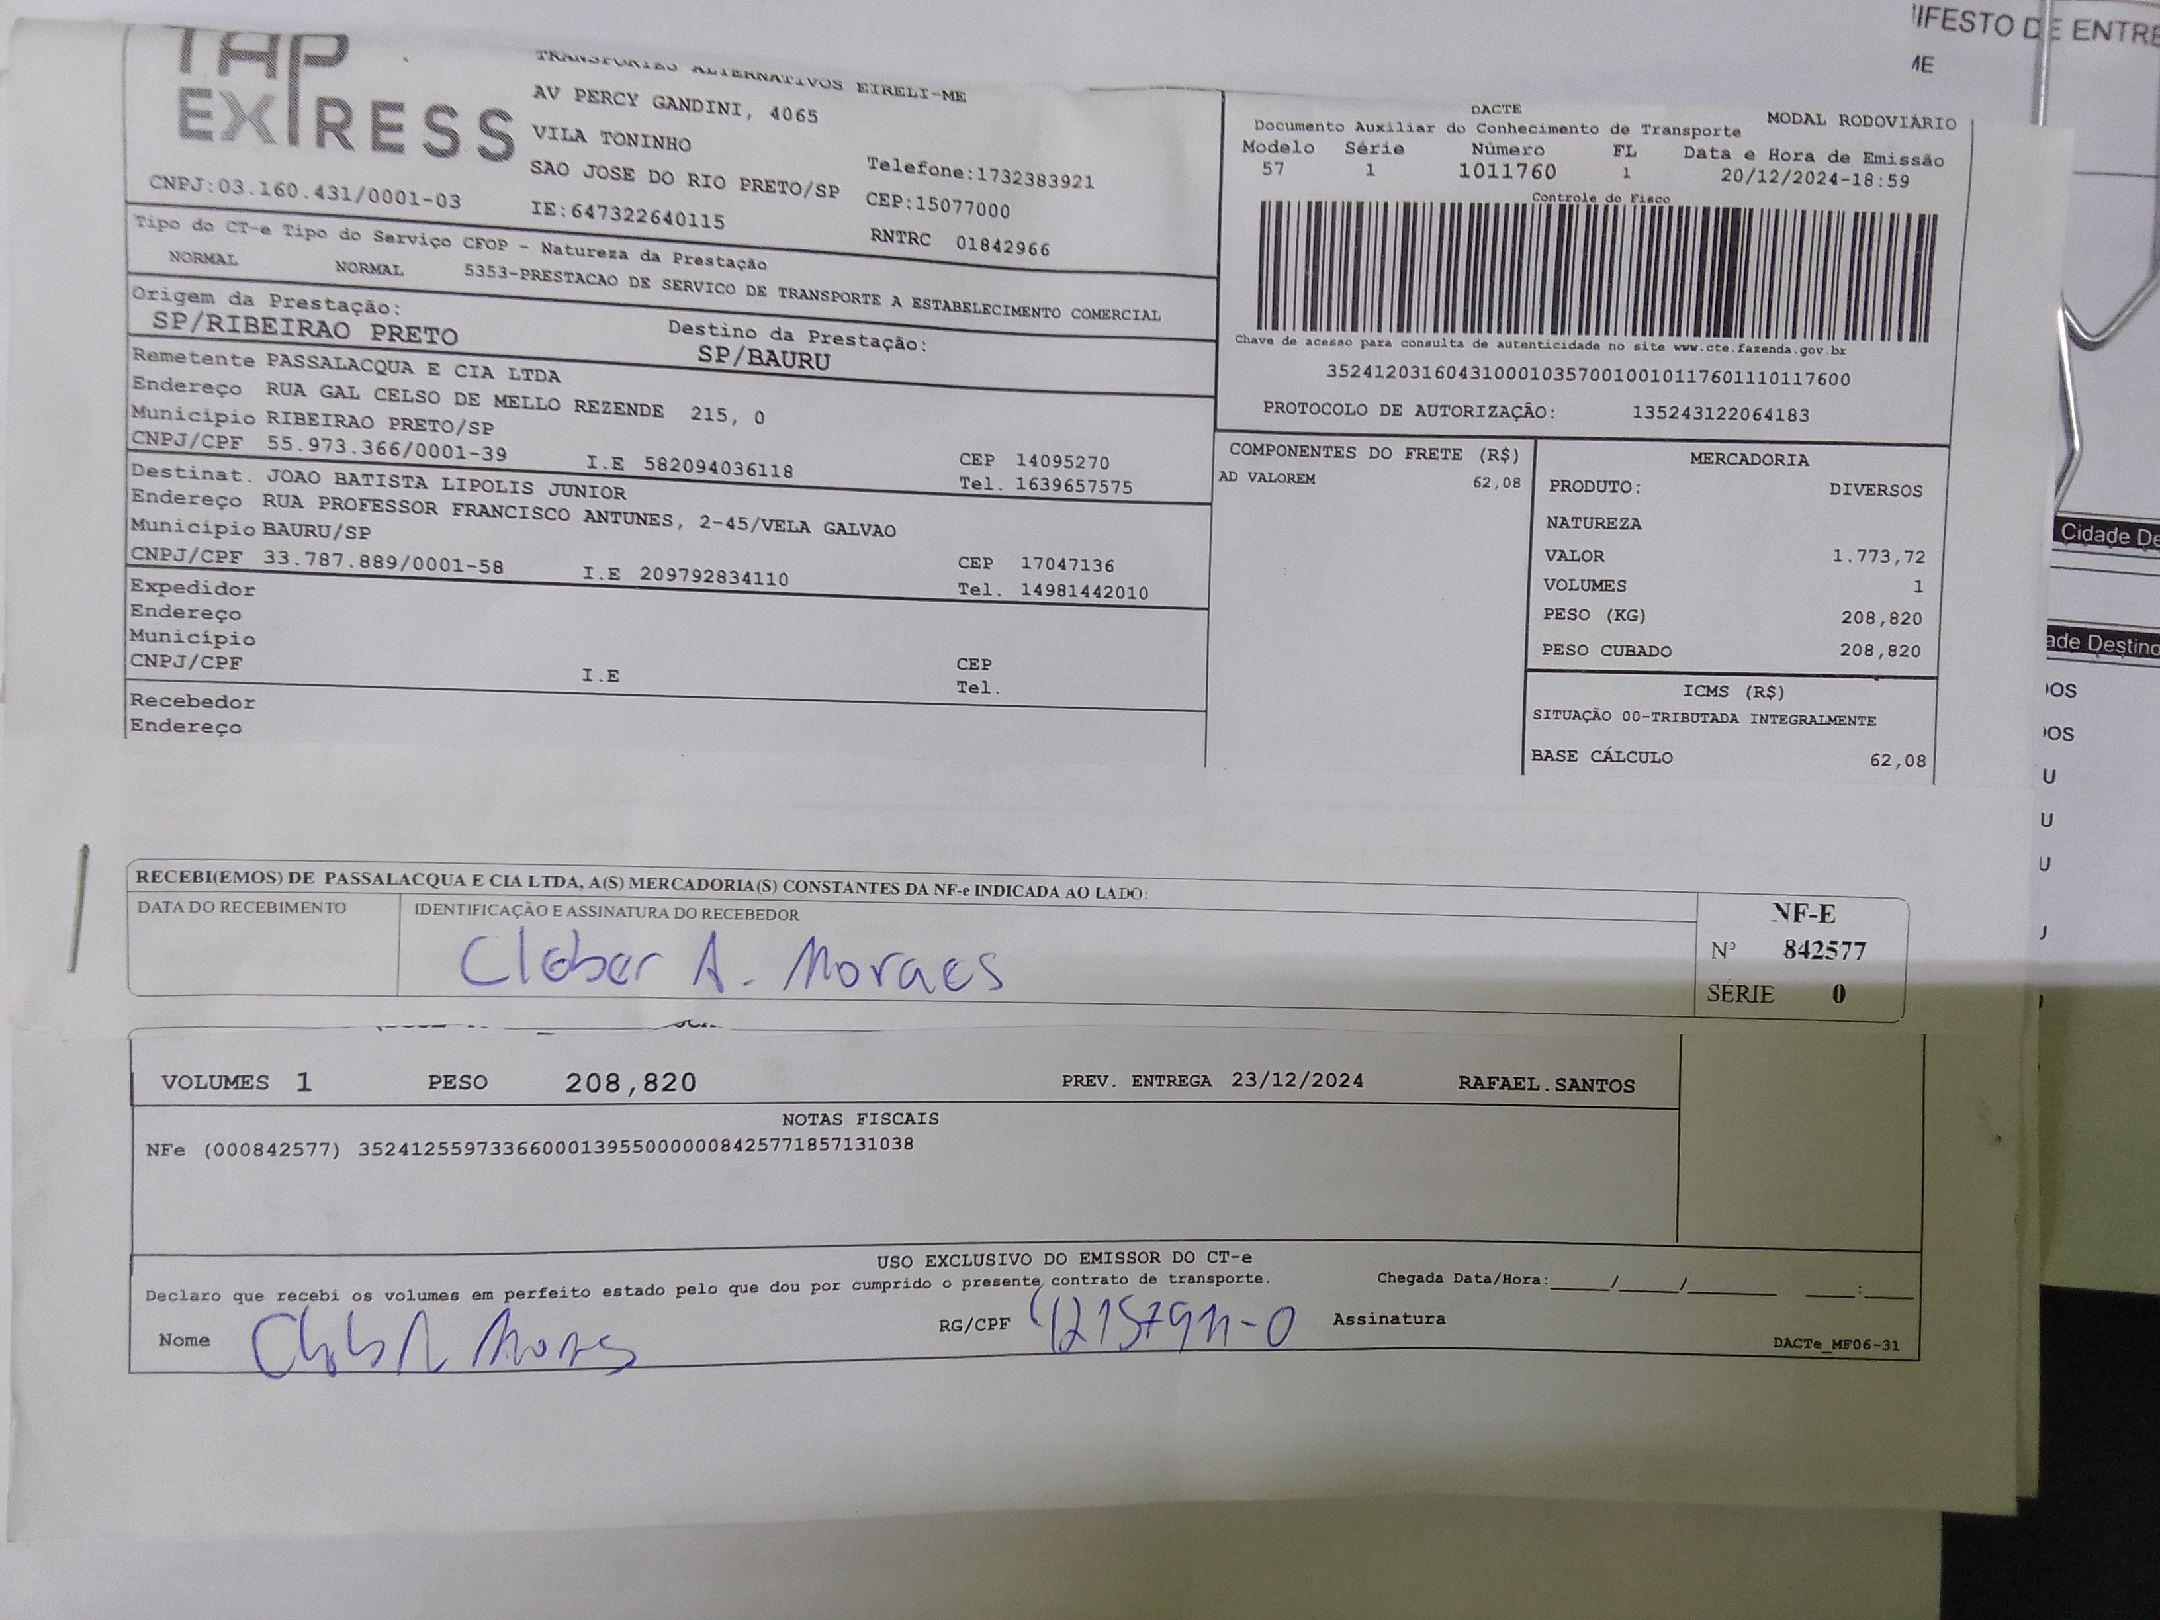 TAP
EXPRESS
TRANSPORTES ALTERNATIVOS EIRELI-ME
AV PERCY GANDINI, 4065
VILA TONINHO
SAO JOSE DO RIO PRETO/SP
Telefone:1732383921
CEP:15077000
CNPJ:03.160.431/0001-03
IE:647322640115
RNTRC 01842966
DACTE
MODAL RODOVIÁRIO
Documento Auxiliar do Conhecimento de Transporte
Modelo Série Número FL Data e Hora de Emissão
57 1 1011760 1 20/12/2024-18:59
Controle do Fisco
Chave de acesso para consulta de autenticidade no site www.cte.fazenda.gov.br
35241203160431000103570010010117601110117600
PROTOCOLO DE AUTORIZAÇÃO: 135243122064183
Tipo do CT-e Tipo do Serviço CFOP - Natureza da Prestação
NORMAL NORMAL 5353-PRESTACAO DE SERVICO DE TRANSPORTE A ESTABELECIMENTO COMERCIAL
Origem da Prestação:
SP/RIBEIRAO PRETO
Destino da Prestação:
SP/BAURU
Remetente PASSALACQUA E CIA LTDA
Endereço RUA GAL CELSO DE MELLO REZENDE 215, 0
Município RIBEIRAO PRETO/SP
CEP 14095270
CNPJ/CPF 55.973.366/0001-39 I.E 582094036118 Tel. 1639657575
Destinat. JOAO BATISTA LIPOLIS JUNIOR
Endereço RUA PROFESSOR FRANCISCO ANTUNES, 2-45/VELA GALVAO
Município BAURU/SP
CEP 17047136
CNPJ/CPF 33.787.889/0001-58 I.E 209792834110 Tel. 14981442010
Expedidor
Endereço
Município
CEP
CNPJ/CPF I.E Tel.
Recebedor
Endereço
COMPONENTES DO FRETE (R$)
AD VALOREM 62,08
MERCADORIA
PRODUTO: DIVERSOS
NATUREZA
VALOR 1.773,72
VOLUMES 1
PESO (KG) 208,820
PESO CUBADO 208,820
ICMS (R$)
SITUAÇÃO 00-TRIBUTADA INTEGRALMENTE
BASE CÁLCULO 62,08
RECEBI(EMOS) DE PASSALACQUA E CIA LTDA, A(S) MERCADORIA(S) CONSTANTES DA NF-e INDICADA AO LADO:
DATA DO RECEBIMENTO IDENTIFICAÇÃO E ASSINATURA DO RECEBEDOR
Cleber A. Moraes
NF-E
Nº 842577
SÉRIE 0
VOLUMES 1 PESO 208,820 PREV. ENTREGA 23/12/2024 RAFAEL.SANTOS
NOTAS FISCAIS
NFe (000842577) 35241255973366000139550000008425771857131038
USO EXCLUSIVO DO EMISSOR DO CT-e
Declaro que recebi os volumes em perfeito estado pelo que dou por cumprido o presente contrato de transporte.
Chegada Data/Hora:____/____/______ ____:____
Nome
RG/CPF
Assinatura
DACTe_MF06-31
IFESTO DE ENTRE
ME
Cidade De
ade Destino
OS
OS
U
U
U
U